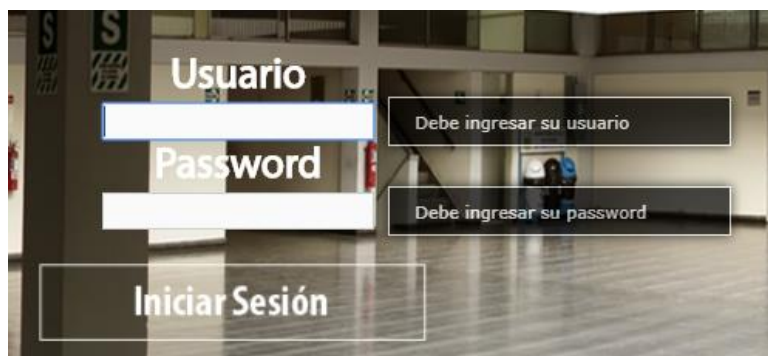 S
S
Usuario
Debe ingresar su usuario
Password
Debe ingresar su password
Iniciar Sesión